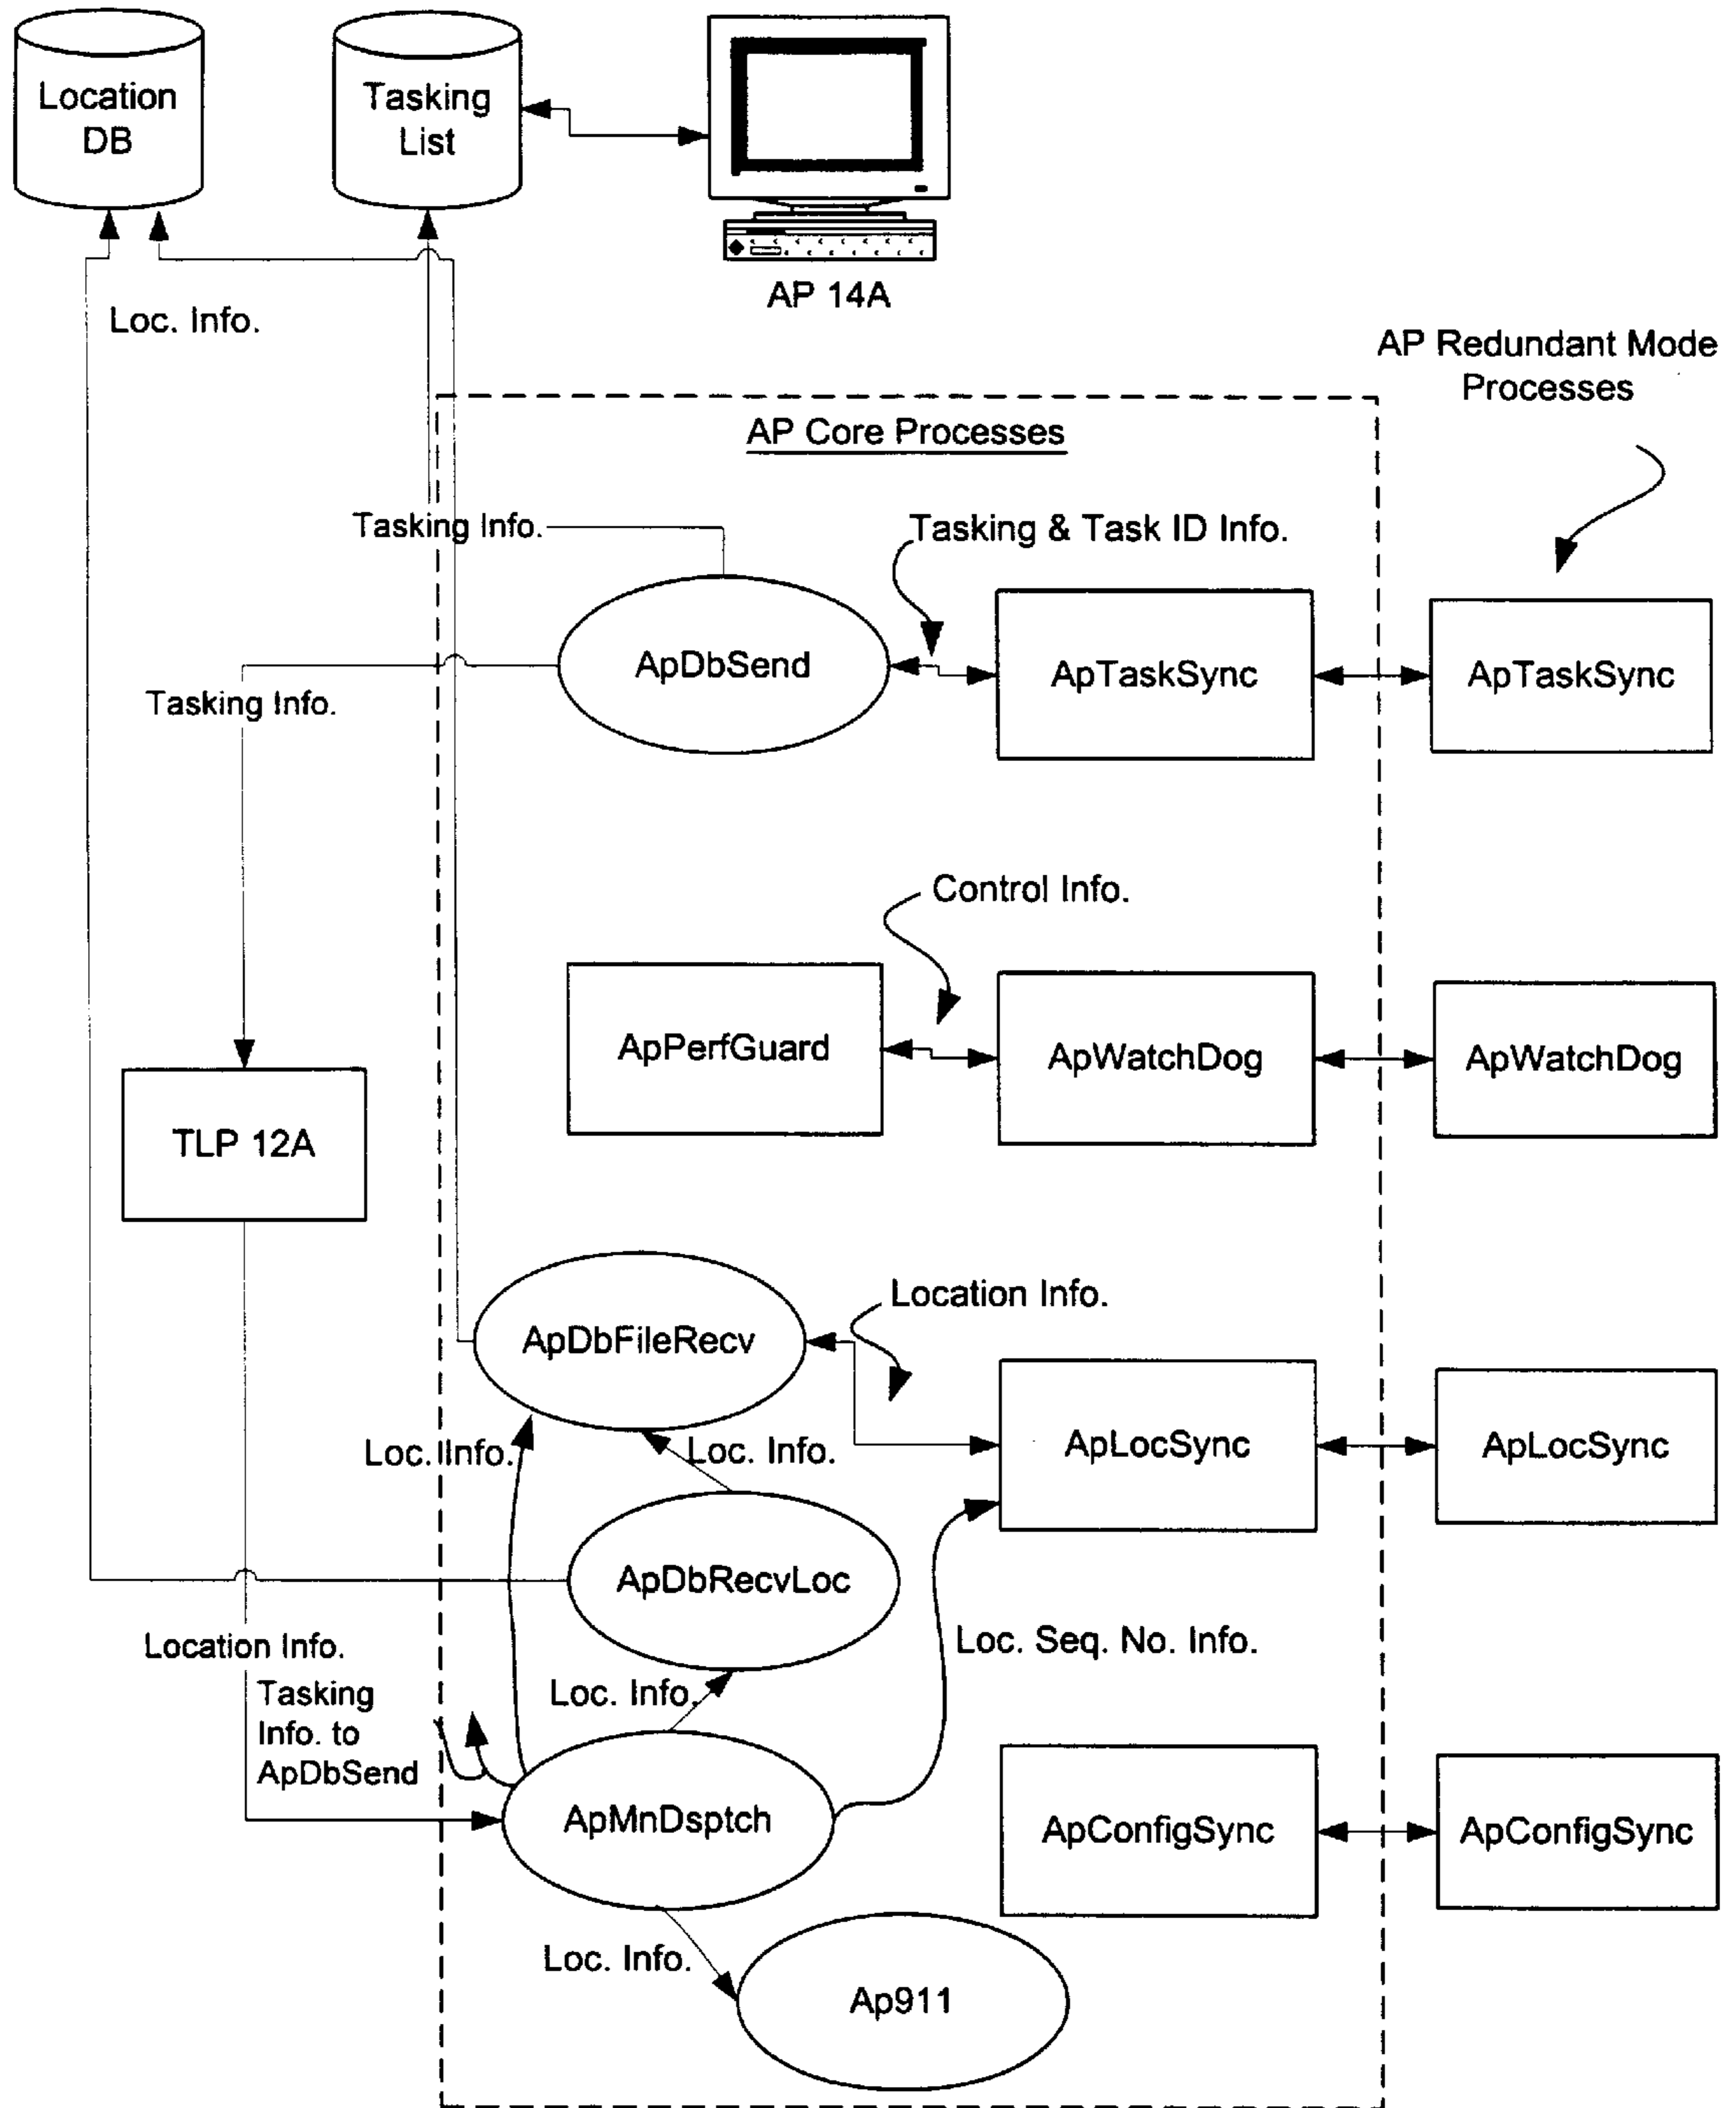 Location
DB
Tasking
List
AP 14A
Loc. Info.
AP Redundant Mode
Processes
AP Core Processes
Tasking Info.
Tasking & Task ID Info.
ApDbSend
ApTaskSync
ApTaskSync
Tasking Info.
Control Info.
ApPerfGuard
ApWatchDog
ApWatchDog
TLP 12A
Location Info.
ApDbFileRecv
Loc. Info.
Loc. Info.
ApLocSync
ApLocSync
ApDbRecvLoc
Location Info.
Loc. Seq. No. Info.
Tasking
Info. to
ApDbSend
Loc. Info.
ApMnDsptch
ApConfigSync
ApConfigSync
Loc. Info.
Ap911